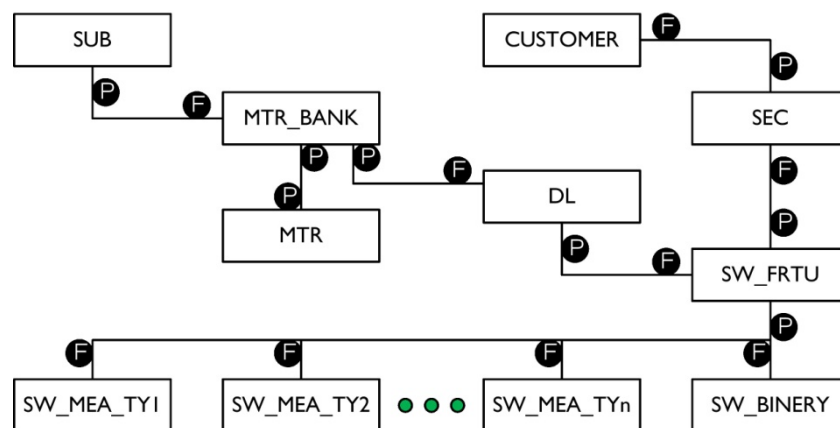 SUB
CUSTOMER
F
P
P
F
MTR_BANK
SEC
P
P
F
F
DL
P
MTR
P
P
F
SW_FRTU
P
F
F
F
F
SW_MEA_TY1
SW_MEA_TY2
SW_MEA_TYn
SW_BINERY